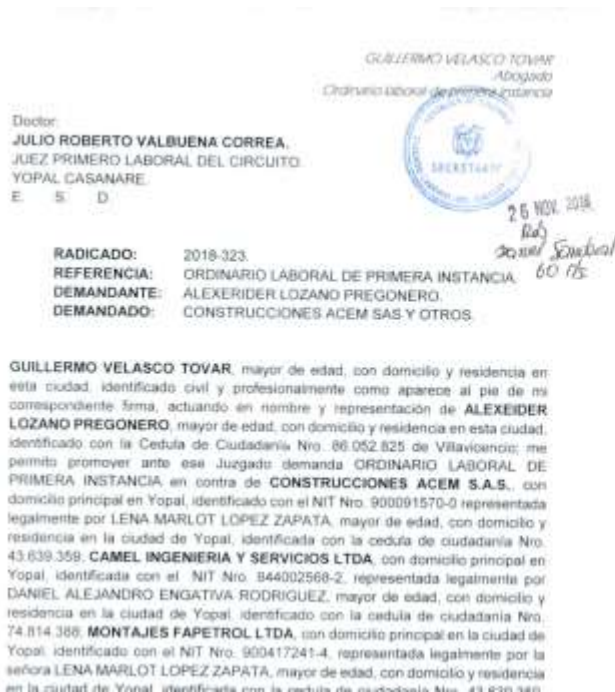 GUILLERMO VELASCO TOVAR
Abogado
Ordinario laboral de primera instancia
Doctor:
JULIO ROBERTO VALBUENA CORREA.
JUEZ PRIMERO LABORAL DEL CIRCUITO.
YOPAL CASANARE.
E. S. D.
SECRETARIA
26 NOV. 2018
60 fls
RADICADO: 2018-323.
REFERENCIA: ORDINARIO LABORAL DE PRIMERA INSTANCIA.
DEMANDANTE: ALEXERIDER LOZANO PREGONERO.
DEMANDADO: CONSTRUCCIONES ACEM SAS Y OTROS.
GUILLERMO VELASCO TOVAR, mayor de edad, con domicilio y residencia en
esta ciudad, identificado civil y profesionalmente como aparece al pie de mi
correspondiente firma, actuando en nombre y representación de ALEXEIDER
LOZANO PREGONERO, mayor de edad, con domicilio y residencia en esta ciudad,
identificado con la Cedula de Ciudadanía Nro. 86.052.825 de Villavicencio; me
permito promover ante ese Juzgado demanda ORDINARIO LABORAL DE
PRIMERA INSTANCIA en contra de CONSTRUCCIONES ACEM S.A.S., con
domicilio principal en Yopal, identificado con el NIT Nro. 900091570-0 representada
legalmente por LENA MARLOT LOPEZ ZAPATA, mayor de edad, con domicilio y
residencia en la ciudad de Yopal, identificada con la cedula de ciudadanía Nro.
43.639.359; CAMEL INGENIERIA Y SERVICIOS LTDA, con domicilio principal en
Yopal, identificada con el NIT Nro. 844002568-2, representada legalmente por
DANIEL ALEJANDRO ENGATIVA RODRIGUEZ, mayor de edad, con domicilio y
residencia en la ciudad de Yopal, identificado con la cedula de ciudadanía Nro.
74.814.388; MONTAJES FAPETROL LTDA, con domicilio principal en la ciudad de
Yopal, identificado con el NIT Nro. 900417241-4, representada legalmente por la
señora LENA MARLOT LOPEZ ZAPATA, mayor de edad, con domicilio y residencia
en la ciudad de Yopal, identificada con la cedula de ciudadanía Nro. 43.639.359